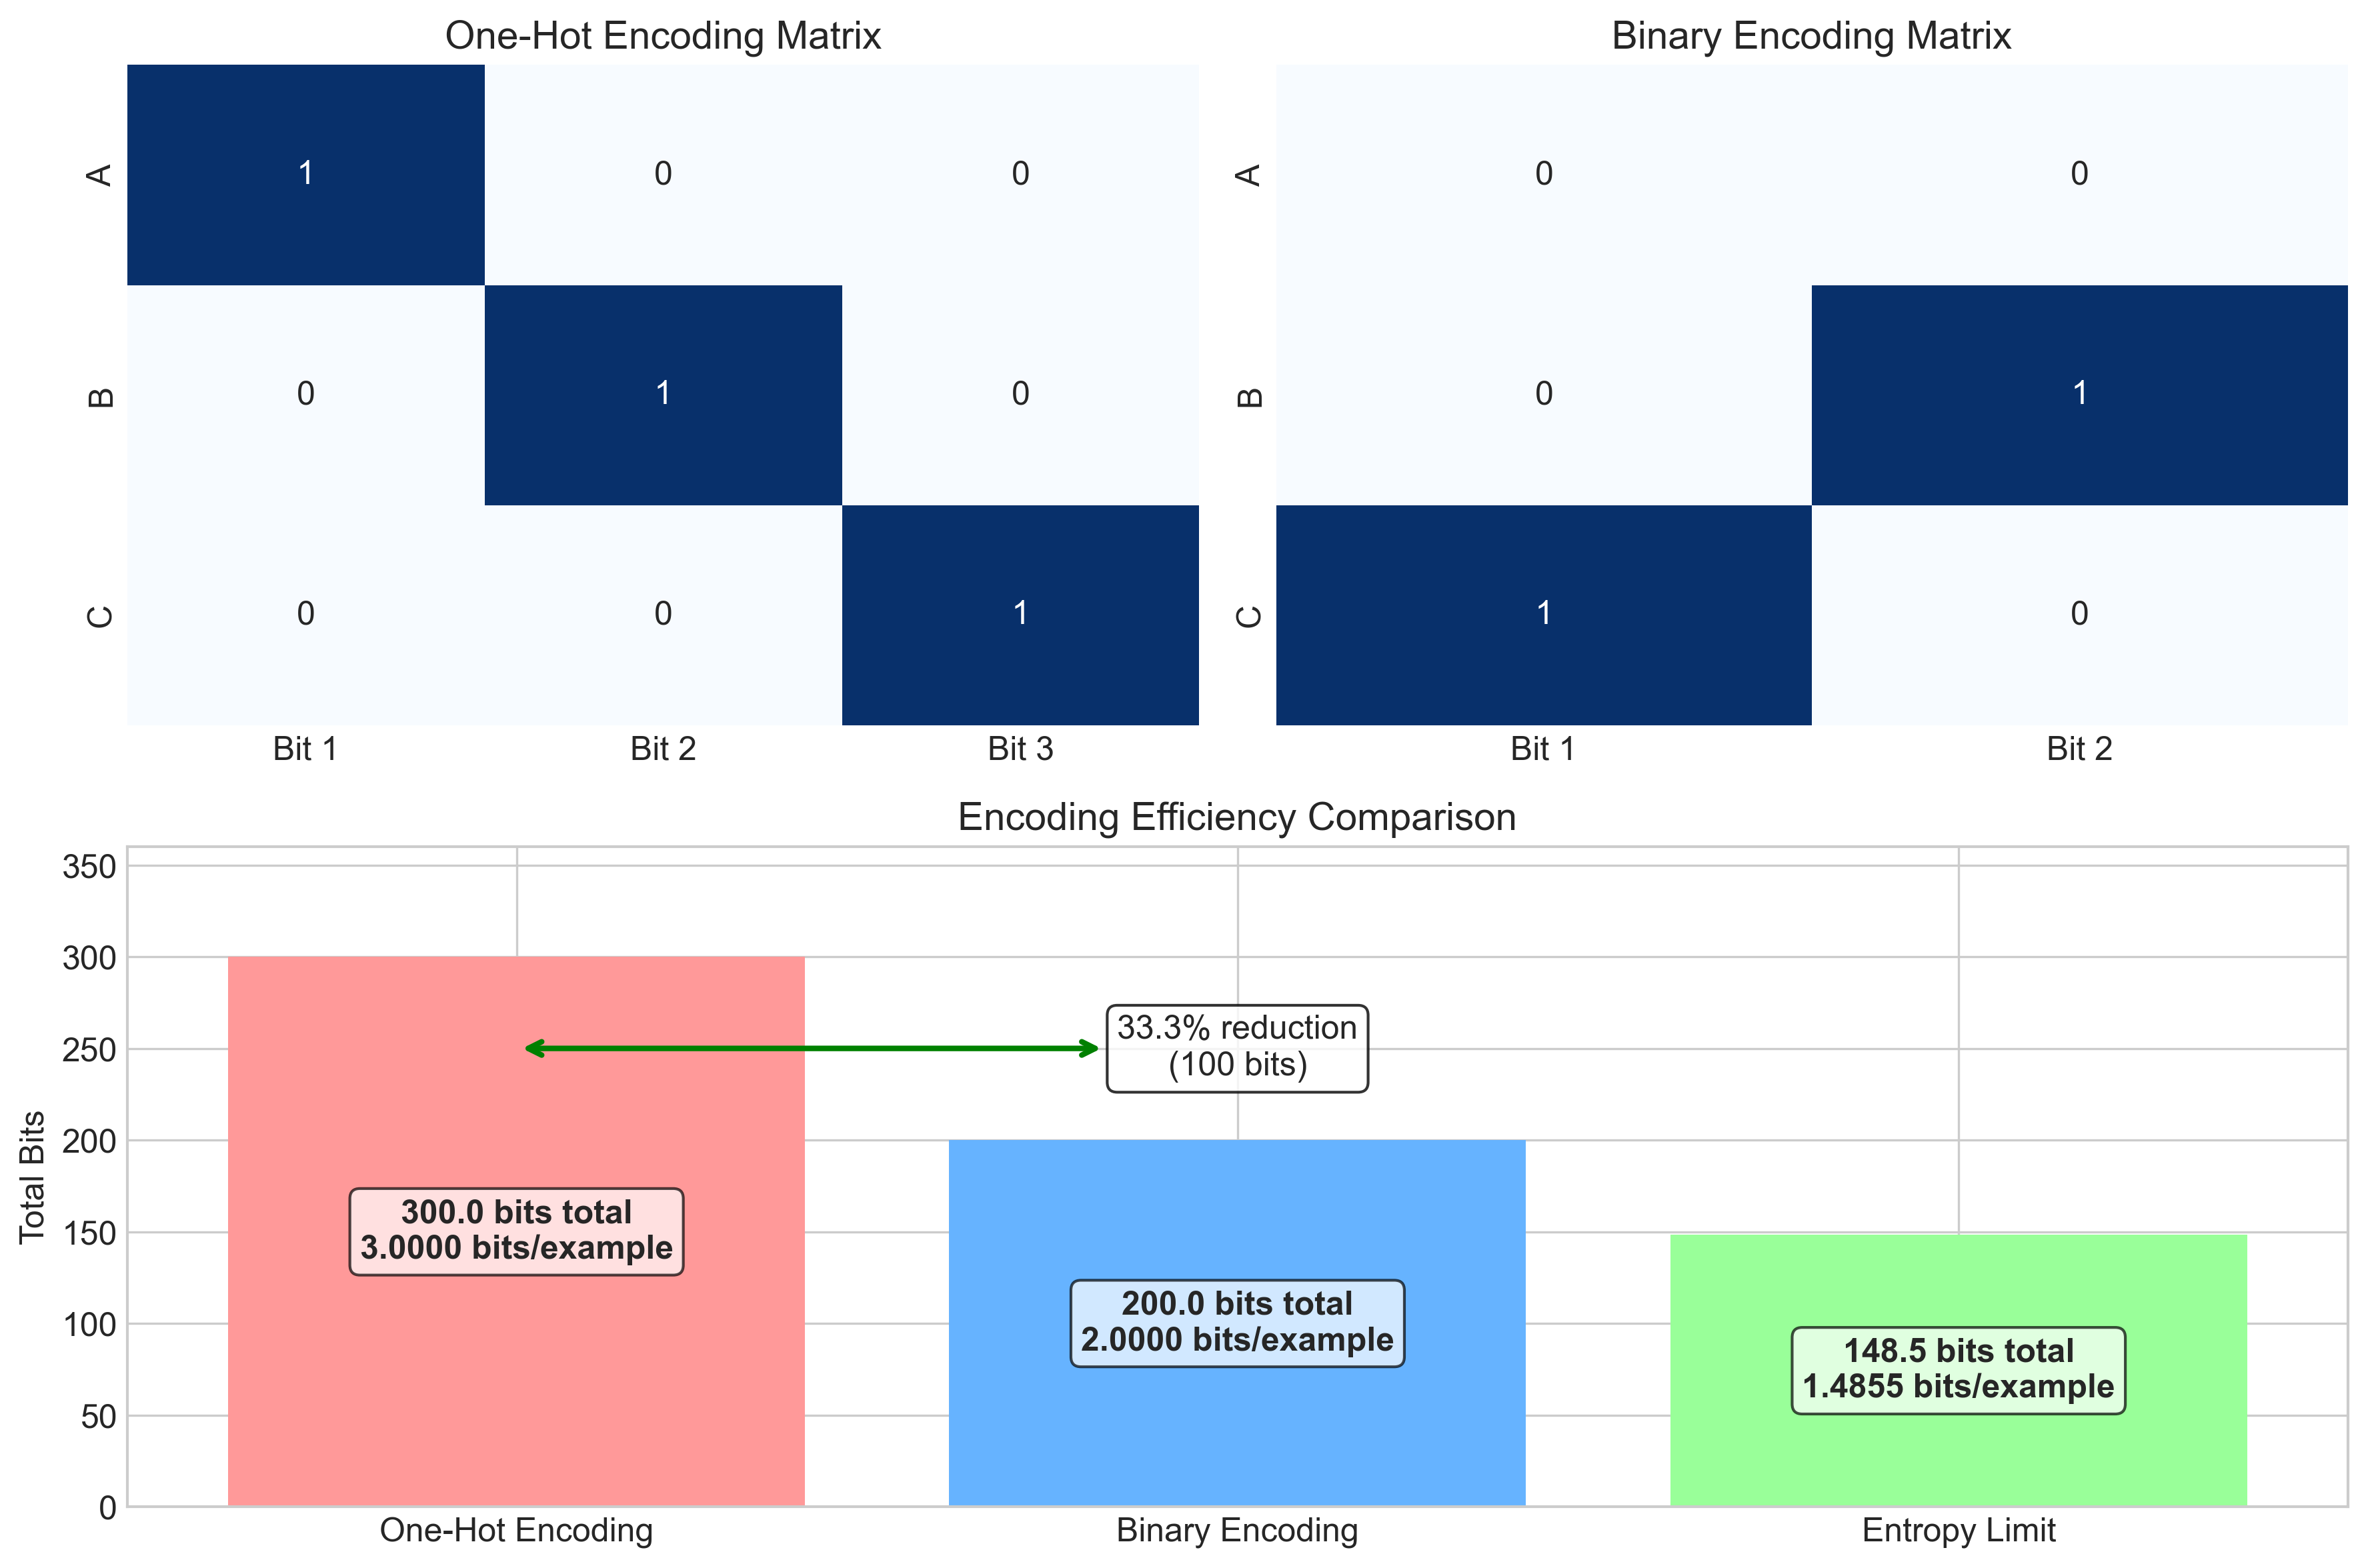 One-Hot Encoding Matrix
A 1 0 0
B 0 1 0
C 0 0 1
Bit 1 Bit 2 Bit 3
Binary Encoding Matrix
A 0 0
B 0 1
C 1 0
Bit 1 Bit 2
Encoding Efficiency Comparison
Total Bits
350
300
250
200
150
100
50
0
33.3% reduction
(100 bits)
300.0 bits total
3.0000 bits/example
200.0 bits total
2.0000 bits/example
148.5 bits total
1.4855 bits/example
One-Hot Encoding Binary Encoding Entropy Limit